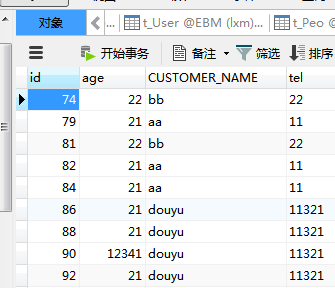 对象 < ... t_User @EBM (lxm)... t_Peo
开始事务 备注 筛选 排序
id age CUSTOMER_NAME tel
74 22 bb 22
79 21 aa 11
81 22 bb 22
82 21 aa 11
84 21 aa 11
86 21 douyu 11321
88 21 douyu 11321
90 12341 douyu 11321
92 21 douyu 11321